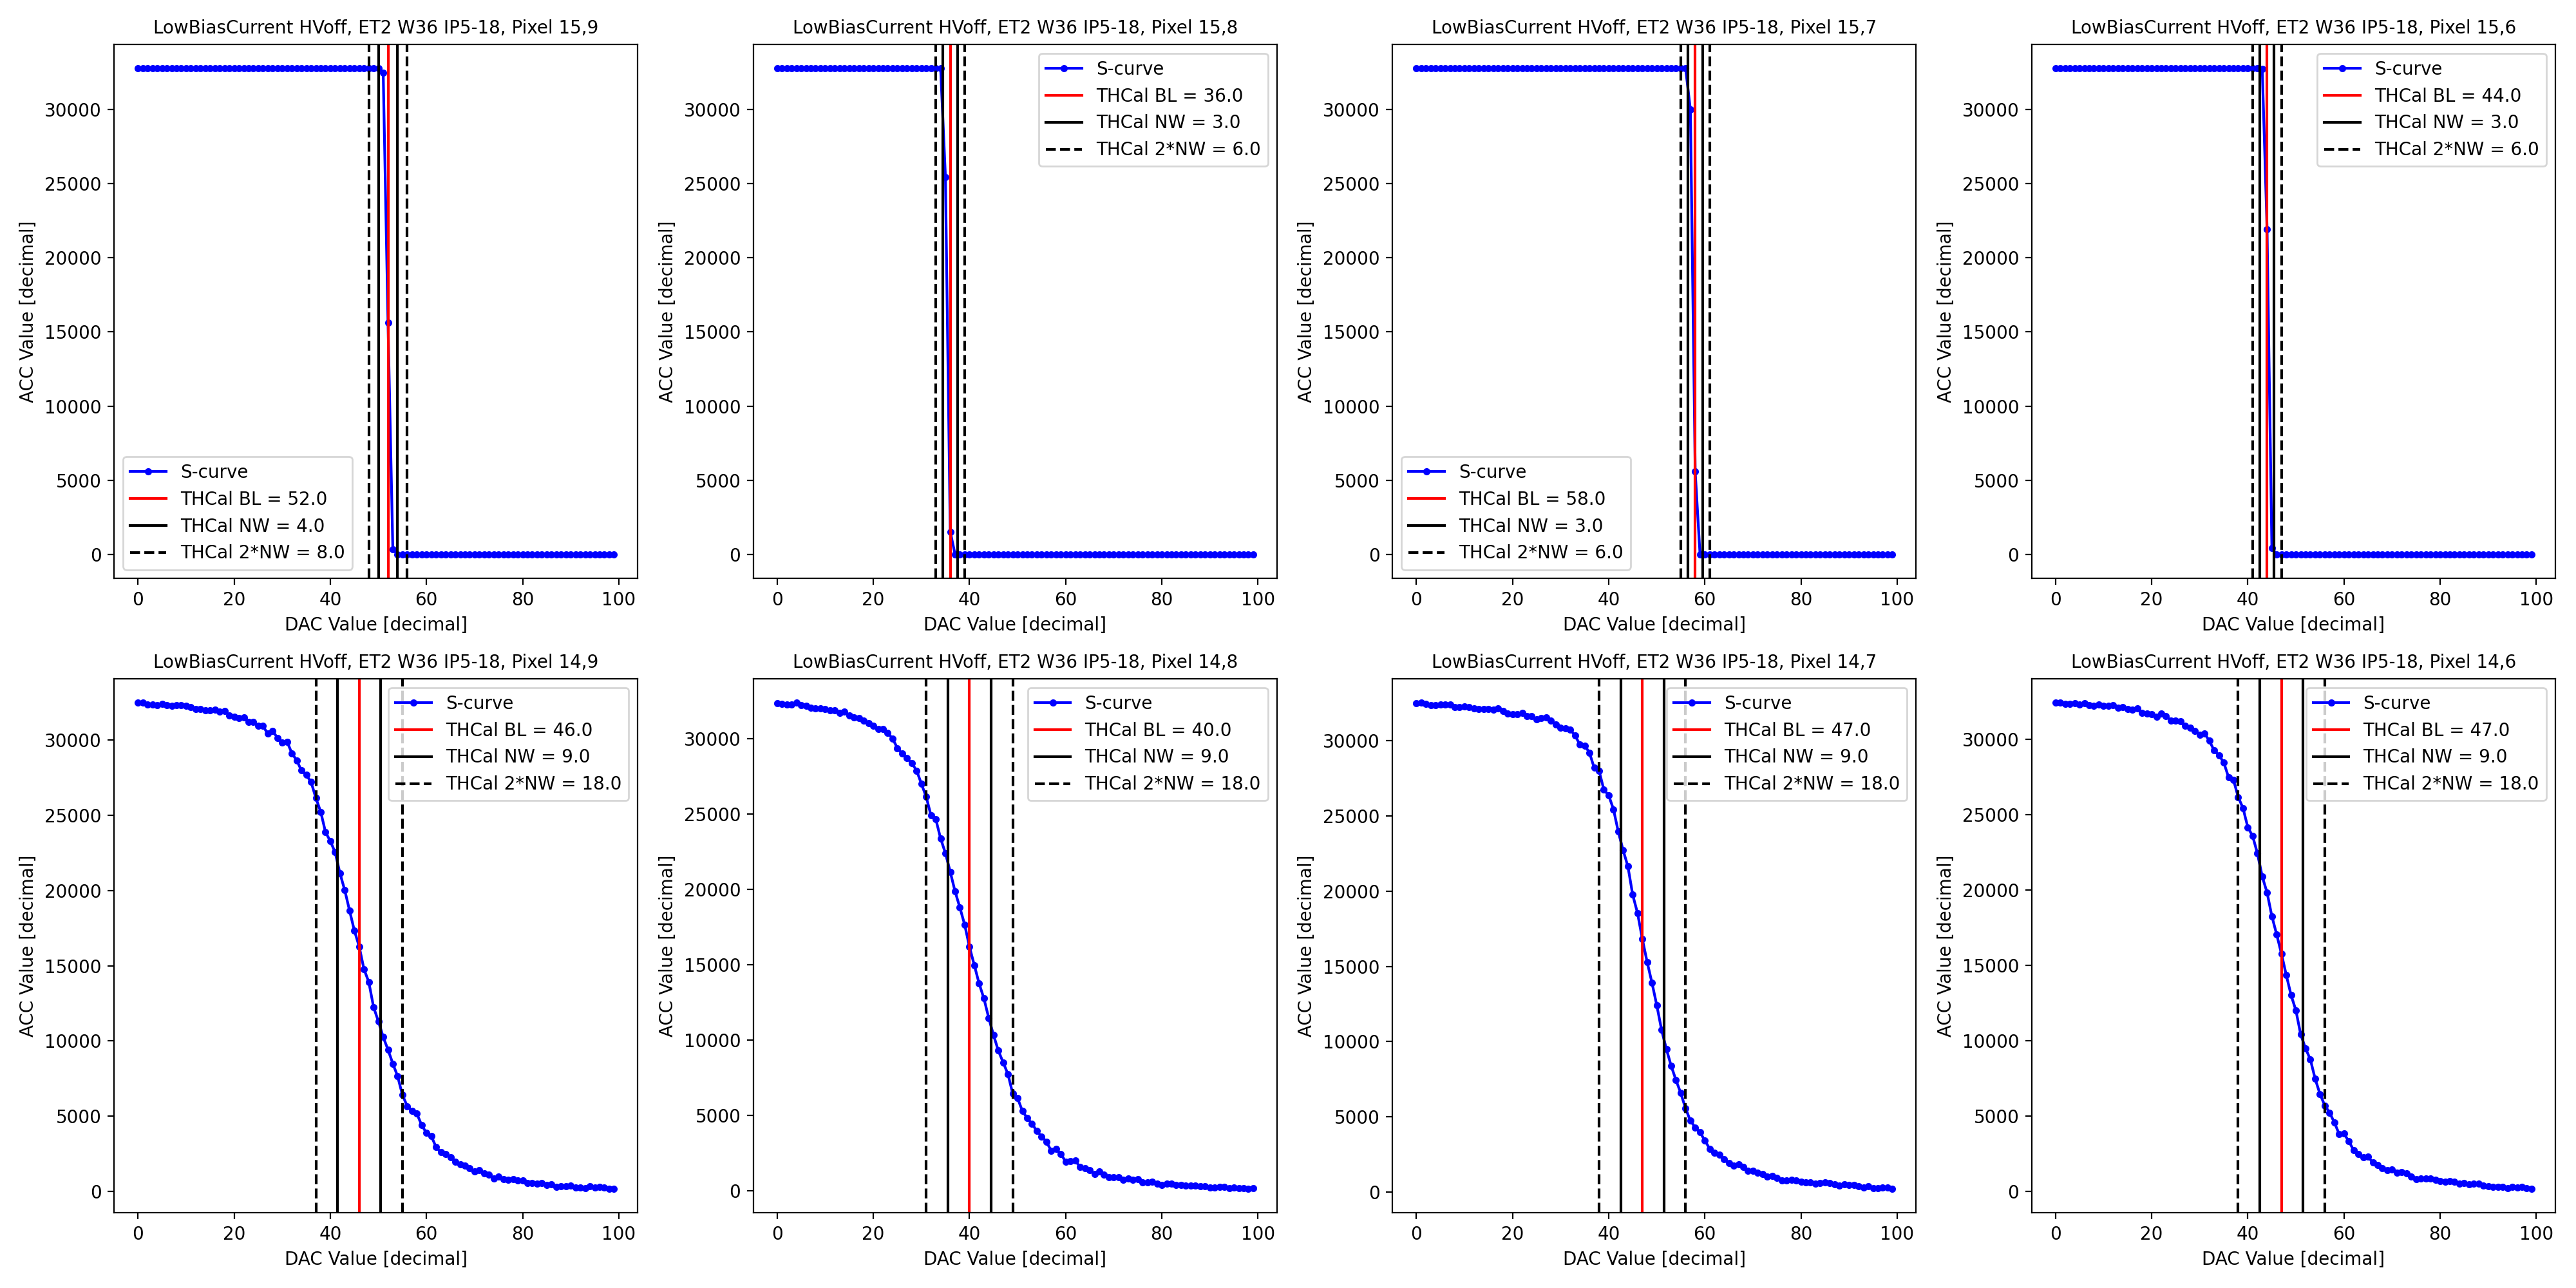 LowBiasCurrent HVoff, ET2 W36 IP5-18, Pixel 15,9
30000
25000
20000
15000
10000
5000
0
ACC Value [decimal]
S-curve
THCal BL = 52.0
THCal NW = 4.0
THCal 2*NW = 8.0
0 20 40 60 80 100
DAC Value [decimal]
LowBiasCurrent HVoff, ET2 W36 IP5-18, Pixel 15,8
30000
25000
20000
15000
10000
5000
0
ACC Value [decimal]
S-curve
THCal BL = 36.0
THCal NW = 3.0
THCal 2*NW = 6.0
0 20 40 60 80 100
DAC Value [decimal]
LowBiasCurrent HVoff, ET2 W36 IP5-18, Pixel 15,7
30000
25000
20000
15000
10000
5000
0
ACC Value [decimal]
S-curve
THCal BL = 58.0
THCal NW = 3.0
THCal 2*NW = 6.0
0 20 40 60 80 100
DAC Value [decimal]
LowBiasCurrent HVoff, ET2 W36 IP5-18, Pixel 15,6
30000
25000
20000
15000
10000
5000
0
ACC Value [decimal]
S-curve
THCal BL = 44.0
THCal NW = 3.0
THCal 2*NW = 6.0
0 20 40 60 80 100
DAC Value [decimal]
LowBiasCurrent HVoff, ET2 W36 IP5-18, Pixel 14,9
30000
25000
20000
15000
10000
5000
0
ACC Value [decimal]
S-curve
THCal BL = 46.0
THCal NW = 9.0
THCal 2*NW = 18.0
0 20 40 60 80 100
DAC Value [decimal]
LowBiasCurrent HVoff, ET2 W36 IP5-18, Pixel 14,8
30000
25000
20000
15000
10000
5000
0
ACC Value [decimal]
S-curve
THCal BL = 40.0
THCal NW = 9.0
THCal 2*NW = 18.0
0 20 40 60 80 100
DAC Value [decimal]
LowBiasCurrent HVoff, ET2 W36 IP5-18, Pixel 14,7
30000
25000
20000
15000
10000
5000
0
ACC Value [decimal]
S-curve
THCal BL = 47.0
THCal NW = 9.0
THCal 2*NW = 18.0
0 20 40 60 80 100
DAC Value [decimal]
LowBiasCurrent HVoff, ET2 W36 IP5-18, Pixel 14,6
30000
25000
20000
15000
10000
5000
0
ACC Value [decimal]
S-curve
THCal BL = 47.0
THCal NW = 9.0
THCal 2*NW = 18.0
0 20 40 60 80 100
DAC Value [decimal]